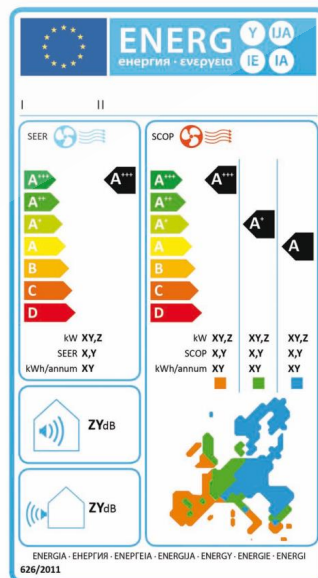 ENERG Y IJA
енергия · ενεργεια IE IA
I II
SEER
A+++
A++
A+
A
B
C
D
A+++
kW XY,Z
SEER X,Y
kWh/annum XY
SCOP
A+++
A++
A+
A
B
C
D
A+++
A+
A
kW XY,Z XY,Z XY,Z
SCOP X,Y X,Y X,Y
kWh/annum XY XY XY
ZYdB
ZYdB
ENERGIA · ЕНЕРГИЯ · ΕΝΕΡΓΕΙΑ · ENERGIJA · ENERGY · ENERGIE · ENERGI
626/2011